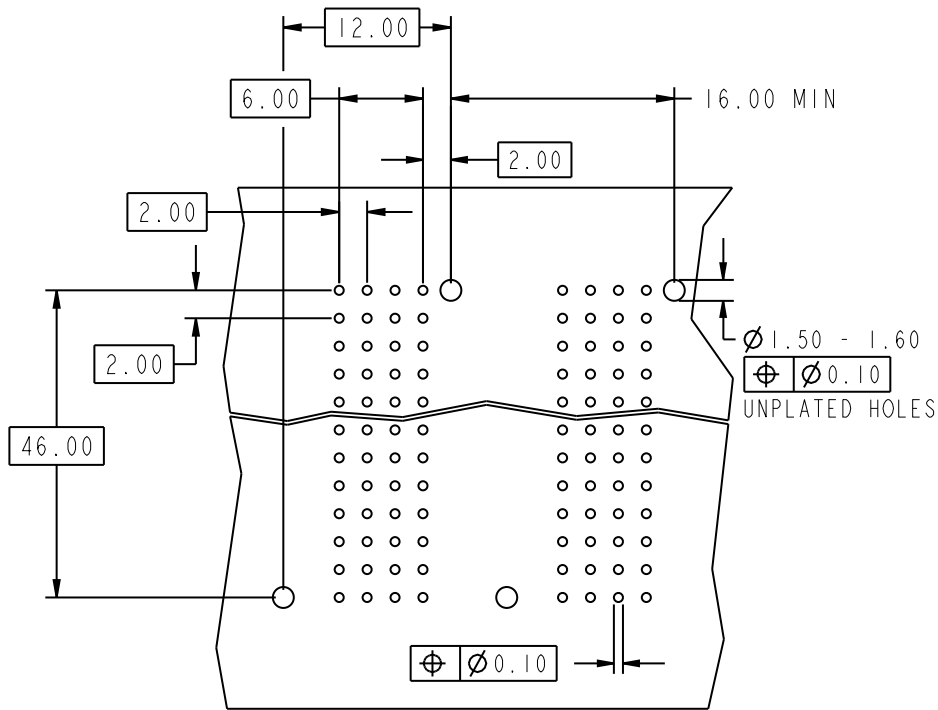 12.00
6.00
16.00 MIN
2.00
2.00
2.00
Ø1.50 - 1.60
⌖ Ø0.10
UNPLATED HOLES
46.00
⌖ Ø0.10